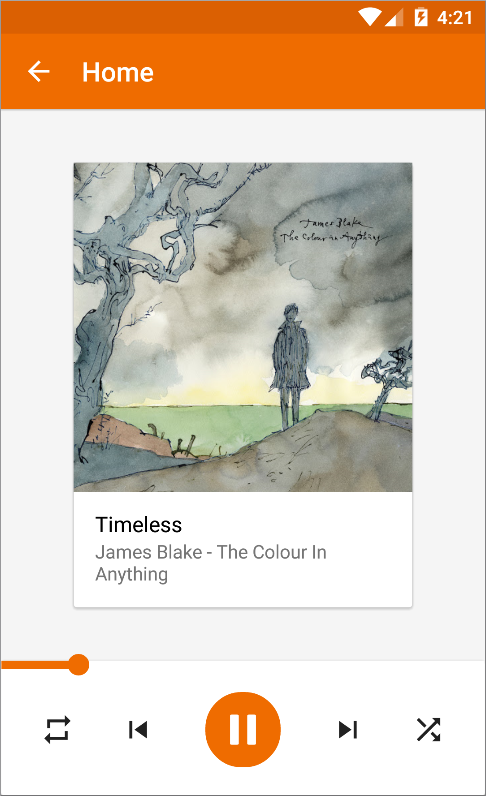 4:21
Home
James Blake
The Colour in Anything
Timeless
James Blake - The Colour In
Anything